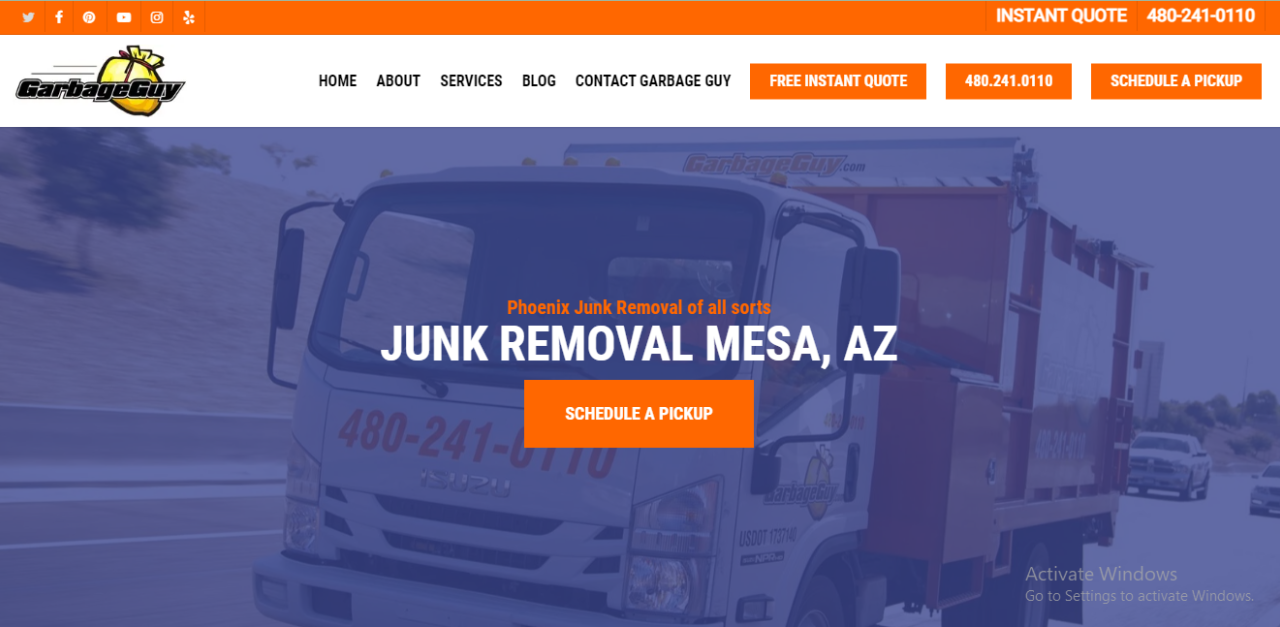 INSTANT QUOTE
480-241-0110
GarbageGuy
HOME
ABOUT
SERVICES
BLOG
CONTACT GARBAGE GUY
FREE INSTANT QUOTE
480.241.0110
SCHEDULE A PICKUP
GarbageGuy.com
Phoenix Junk Removal of all sorts
JUNK REMOVAL MESA, AZ
SCHEDULE A PICKUP
480-241-0110
ISUZU
480-241-0110
GarbageGuy
USDOT 1737140
Activate Windows
Go to Settings to activate Windows.